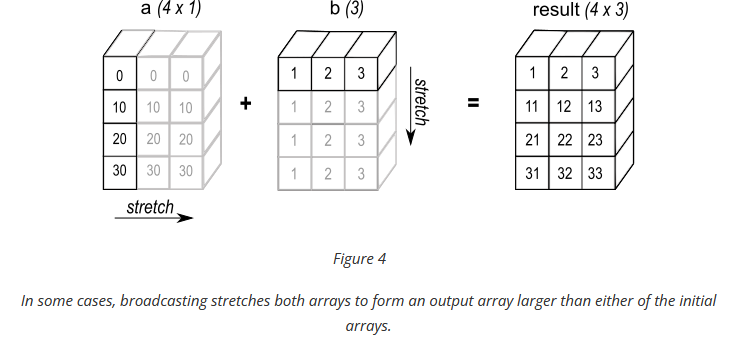 a (4 x 1) b (3) result (4 x 3)
0 0 0 1 2 3 1 2 3
10 10 10 + 1 2 3 stretch = 11 12 13
20 20 20 1 2 3 21 22 23
30 30 30 1 2 3 31 32 33
stretch
Figure 4
In some cases, broadcasting stretches both arrays to form an output array larger than either of the initial
arrays.